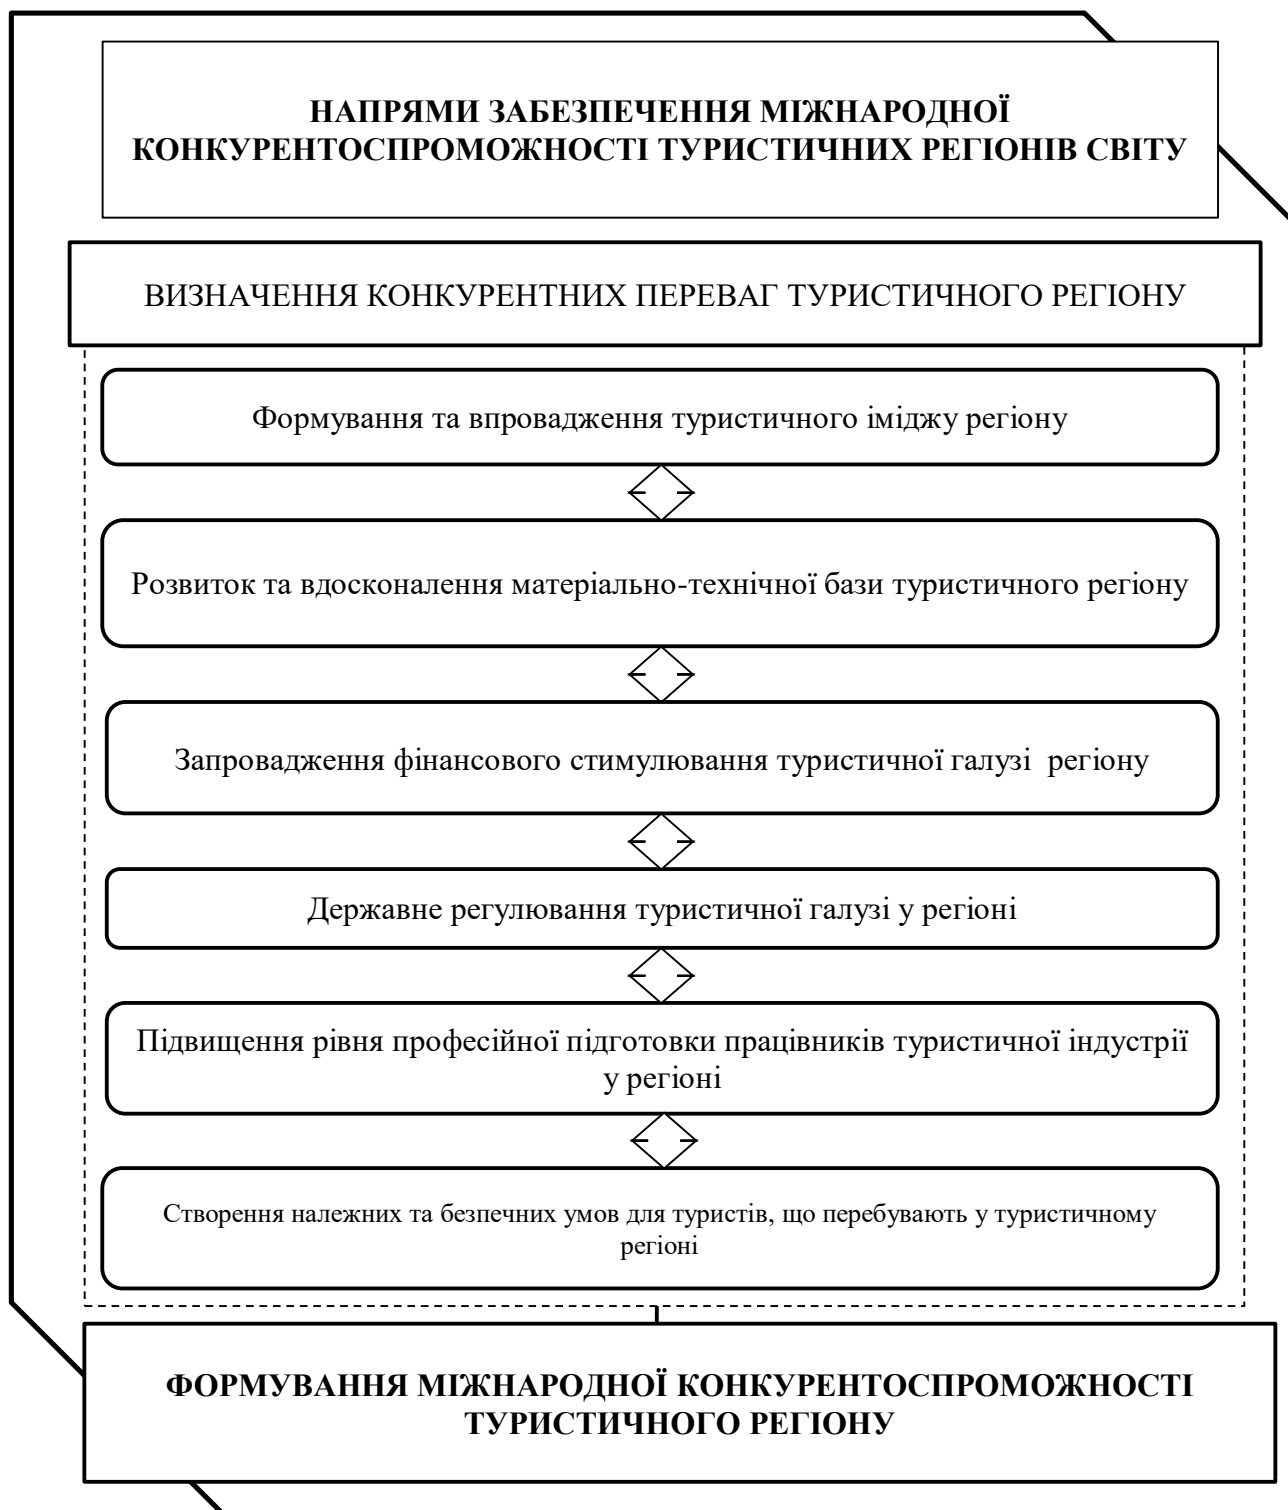 НАПРЯМИ ЗАБЕЗПЕЧЕННЯ МІЖНАРОДНОЇ
КОНКУРЕНТОСПРОМОЖНОСТІ ТУРИСТИЧНИХ РЕГІОНІВ СВІТУ
ВИЗНАЧЕННЯ КОНКУРЕНТНИХ ПЕРЕВАГ ТУРИСТИЧНОГО РЕГІОНУ
Формування та впровадження туристичного іміджу регіону
Розвиток та вдосконалення матеріально-технічної бази туристичного регіону
Запровадження фінансового стимулювання туристичної галузі регіону
Державне регулювання туристичної галузі у регіоні
Підвищення рівня професійної підготовки працівників туристичної індустрії
у регіоні
Створення належних та безпечних умов для туристів, що перебувають у туристичному
регіоні
ФОРМУВАННЯ МІЖНАРОДНОЇ КОНКУРЕНТОСПРОМОЖНОСТІ
ТУРИСТИЧНОГО РЕГІОНУ